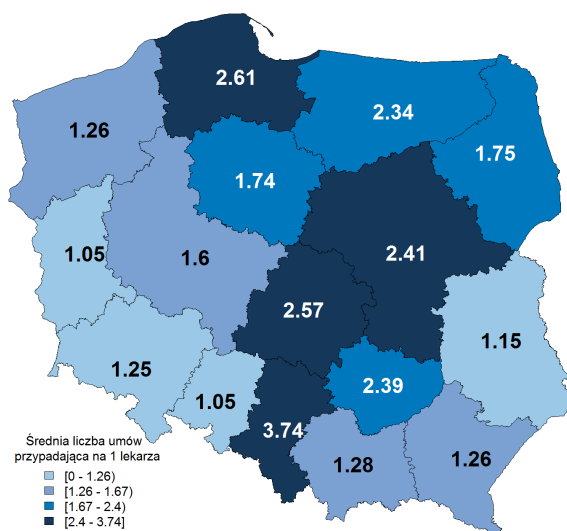 2.61
2.34
1.26
1.75
1.74
2.41
1.05
1.6
2.57
1.15
1.25
2.39
1.05
3.74
1.28
1.26
Średnia liczba umów
przypadająca na 1 lekarza
[0 - 1.26)
[1.26 - 1.67)
[1.67 - 2.4)
[2.4 - 3.74]